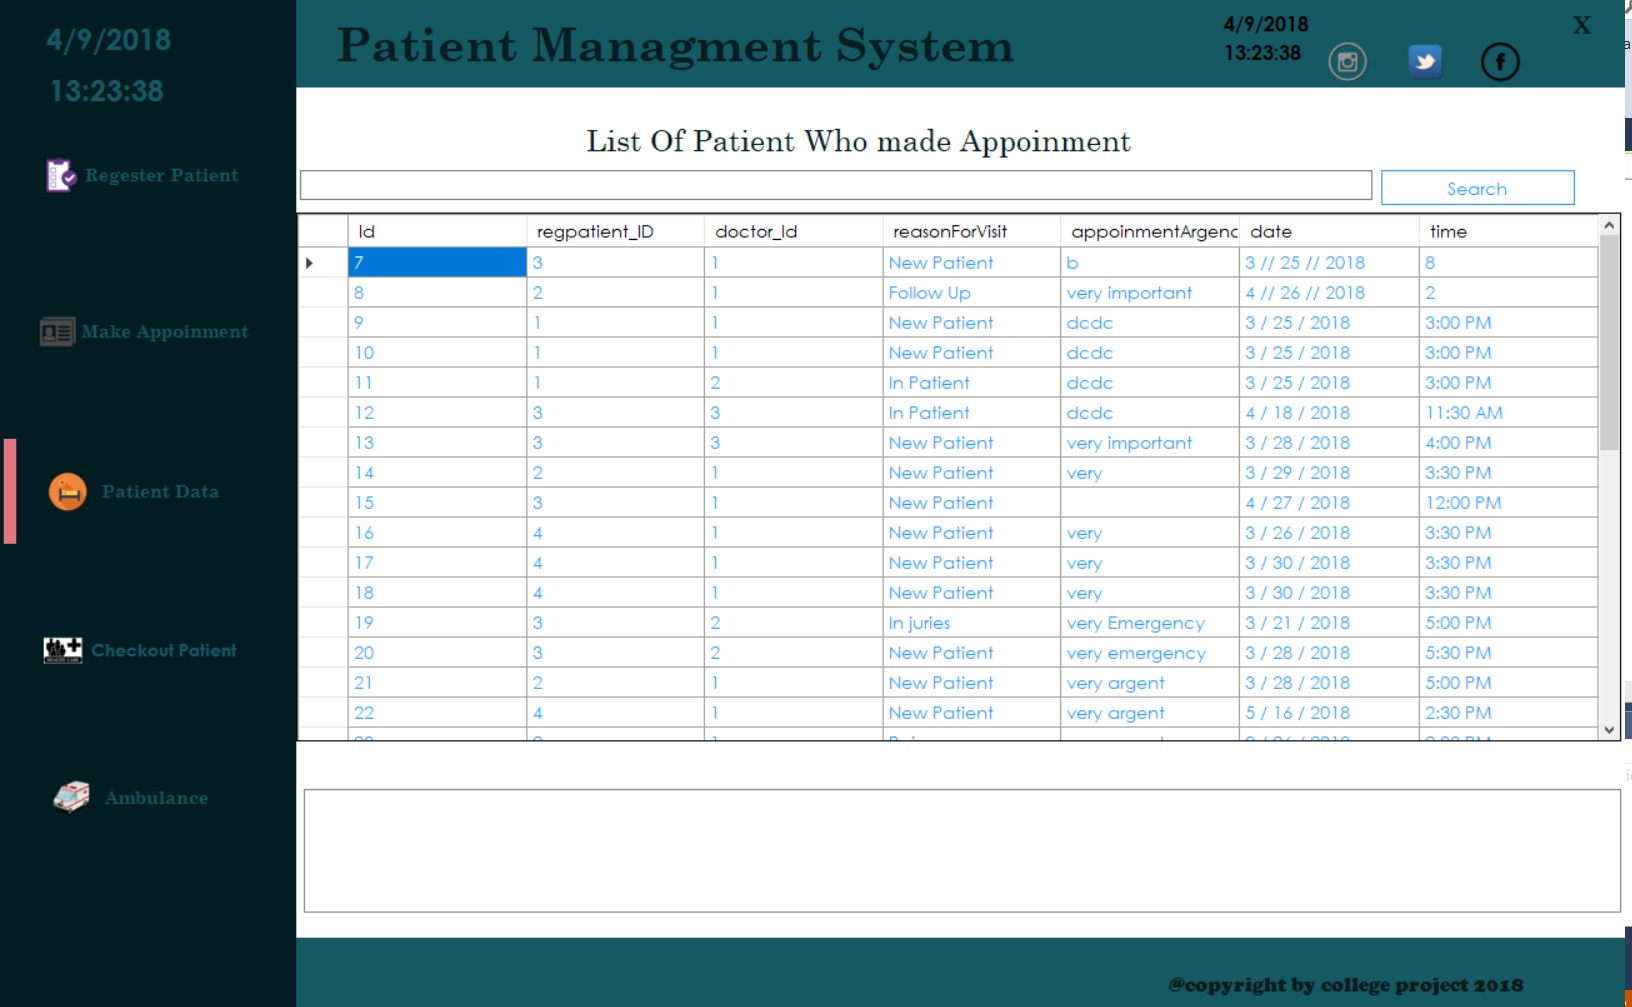 4/9/2018
13:23:38
Regester Patient
Make Appoinment
Patient Data
Checkout Patient
Ambulance
Patient Managment System
4/9/2018
13:23:38
X
List Of Patient Who made Appoinment
Search
Id regpatient_ID doctor_Id reasonForVisit appoinmentArgenc date time
7 3 1 New Patient b 3 // 25 // 2018 8
8 2 1 Follow Up very important 4 // 26 // 2018 2
9 1 1 New Patient dcdc 3 / 25 / 2018 3:00 PM
10 1 1 New Patient dcdc 3 / 25 / 2018 3:00 PM
11 1 2 In Patient dcdc 3 / 25 / 2018 3:00 PM
12 3 3 In Patient dcdc 4 / 18 / 2018 11:30 AM
13 3 3 New Patient very important 3 / 28 / 2018 4:00 PM
14 2 1 New Patient very 3 / 29 / 2018 3:30 PM
15 3 1 New Patient 4 / 27 / 2018 12:00 PM
16 4 1 New Patient very 3 / 26 / 2018 3:30 PM
17 4 1 New Patient very 3 / 30 / 2018 3:30 PM
18 4 1 New Patient very 3 / 30 / 2018 3:30 PM
19 3 2 In juries very Emergency 3 / 21 / 2018 5:00 PM
20 3 2 New Patient very emergency 3 / 28 / 2018 5:30 PM
21 2 1 New Patient very argent 3 / 28 / 2018 5:00 PM
22 4 1 New Patient very argent 5 / 16 / 2018 2:30 PM
@copyright by college project 2018